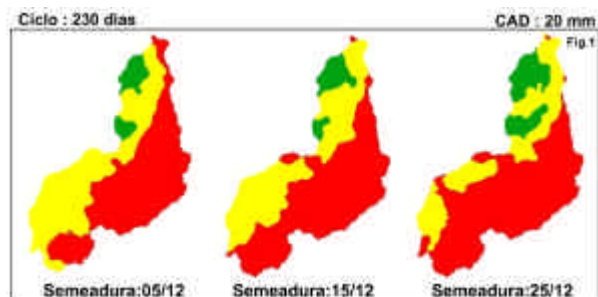 Ciclo : 230 dias
CAD : 20 mm
Fig.1
Semeadura:05/12
Semeadura:15/12
Semeadura:25/12